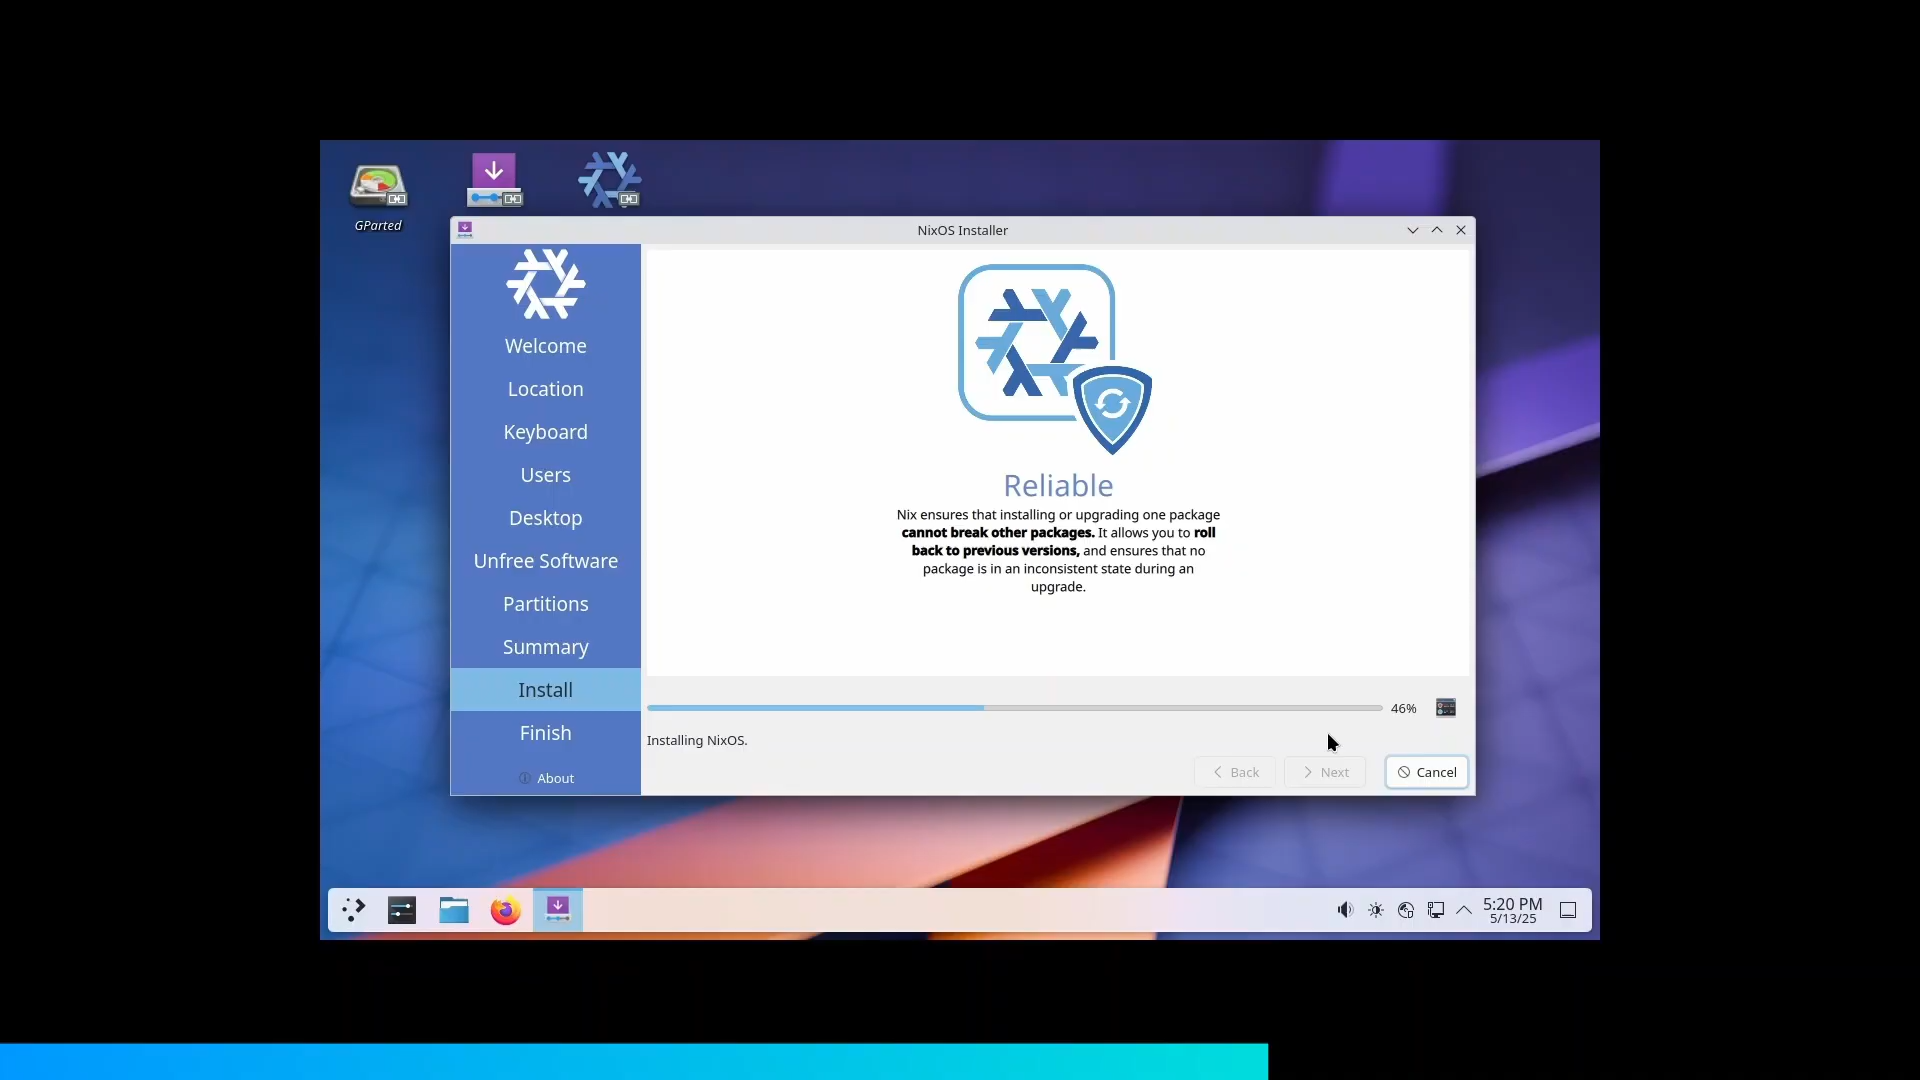 GParted
NixOS Installer
Welcome
Location
Keyboard
Users
Desktop
Unfree Software
Partitions
Summary
Install
Finish
About
Reliable
Nix ensures that installing or upgrading one package
cannot break other packages. It allows you to roll
back to previous versions, and ensures that no
package is in an inconsistent state during an
upgrade.
46%
Installing NixOS.
Back
Next
Cancel
5:20 PM
5/13/25